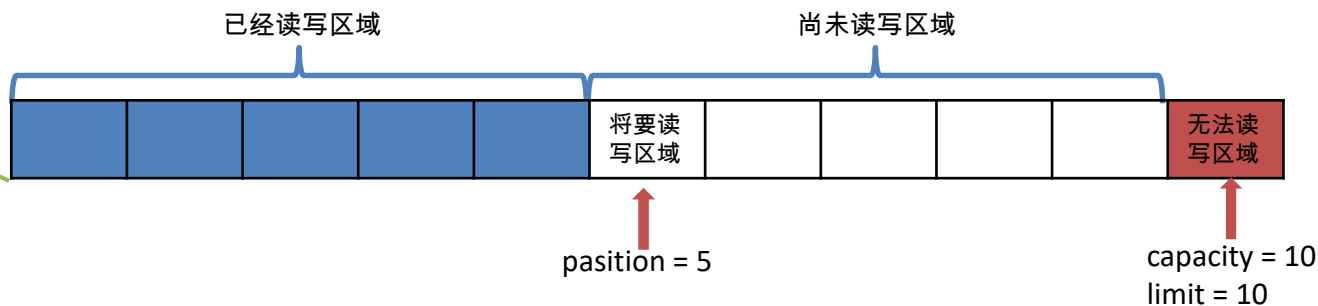 已经读写区域
尚未读写区域
将要读
写区域
无法读
写区域
pasition = 5
capacity = 10
limit = 10